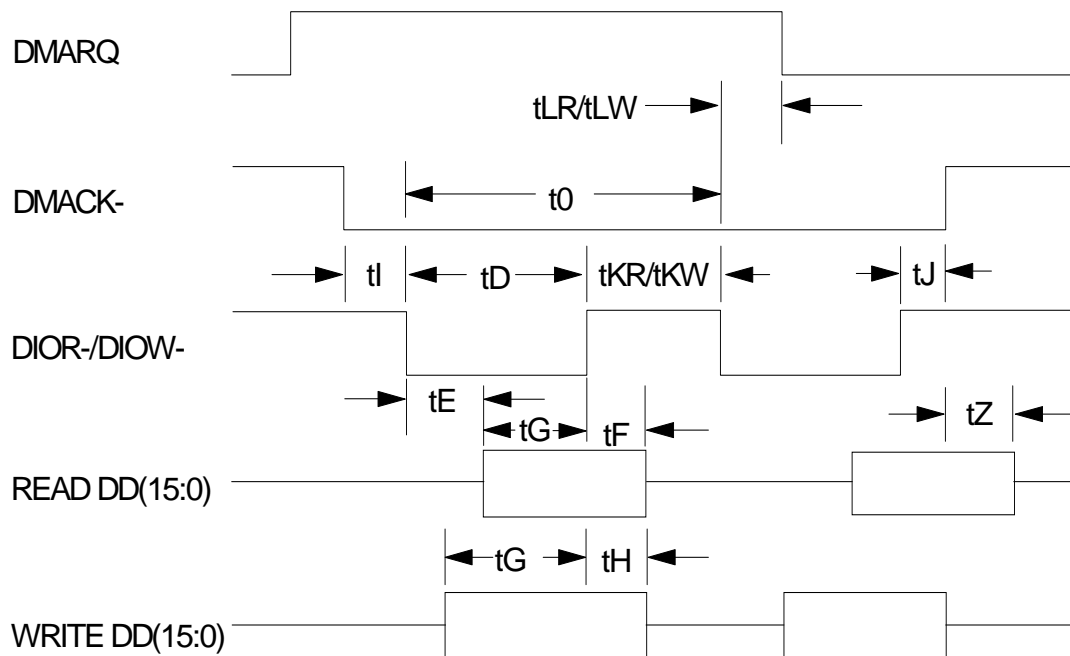 DMARQ
tLR/tLW
DMACK-
t0
tI
tD
tKR/tKW
tJ
DIOR-/DIOW-
tE
tG
tF
tZ
READ DD(15:0)
tG
tH
WRITE DD(15:0)